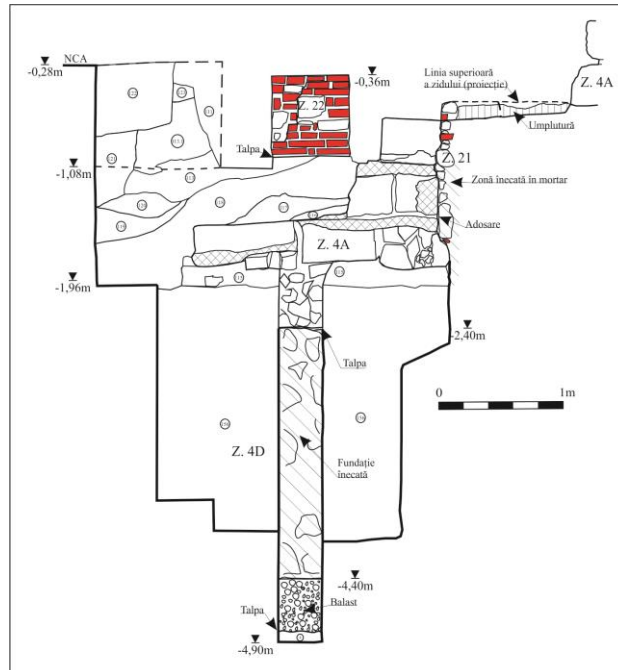 NCA
-0,28m
-0,36m
Z. 4A
Linia superioară
a zidului (proiecție)
Umplutură
Z. 22
Talpa
Z. 21
-1,08m
Zonă înecată în mortar
Adosare
Z. 4A
-1,96m
-2,40m
Talpa
0 1m
Z. 4D
Fundație
înecată
-4,40m
Talpa
Balast
-4,90m